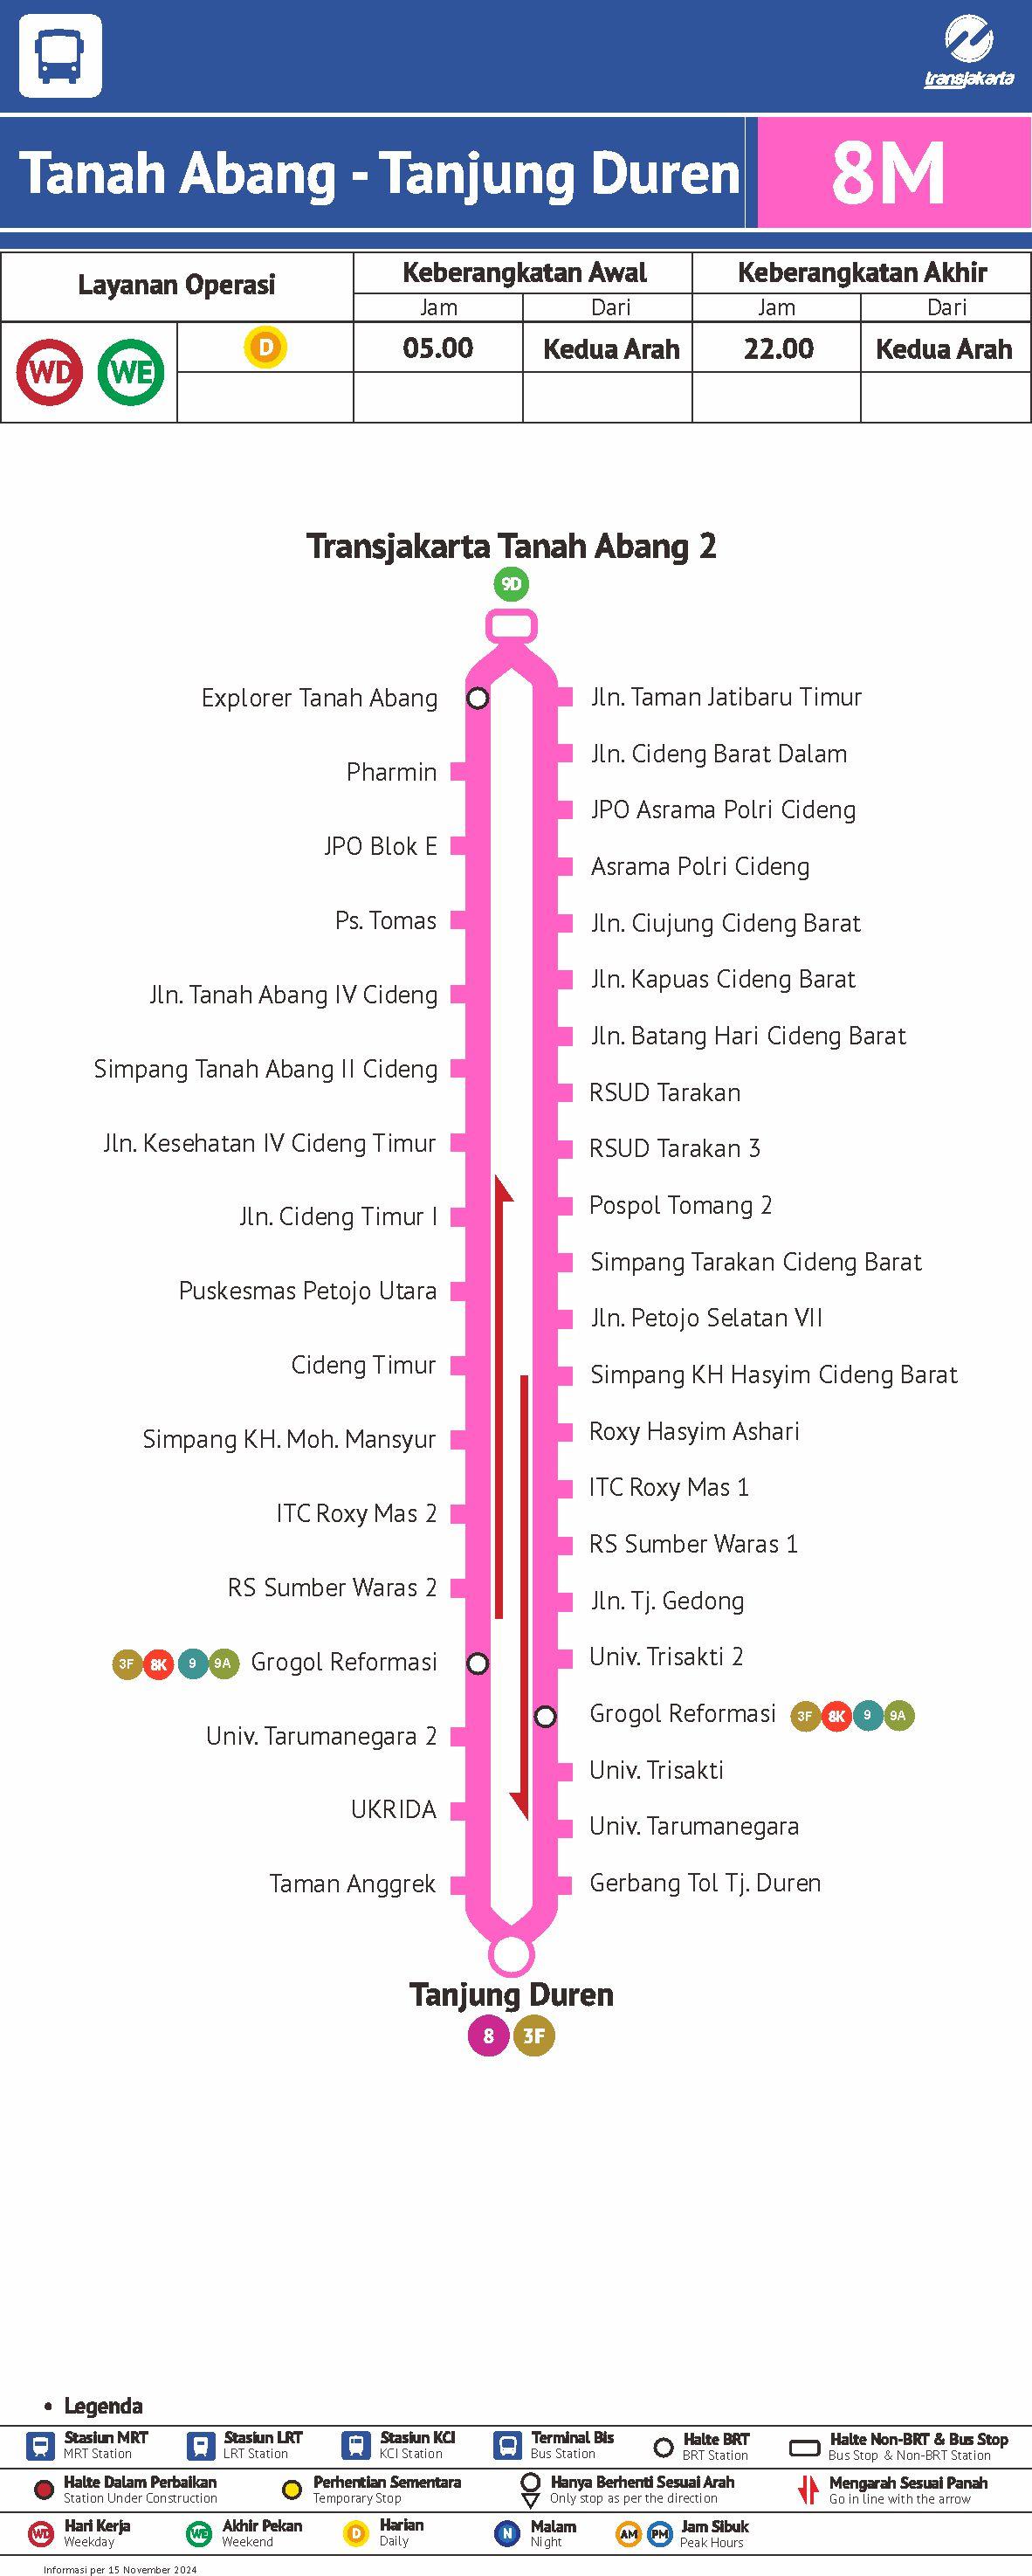 transjakarta
Tanah Abang - Tanjung Duren
8M
Layanan Operasi
Keberangkatan Awal
Keberangkatan Akhir
Jam
Dari
Jam
Dari
WD
WE
D
05.00
Kedua Arah
22.00
Kedua Arah
Transjakarta Tanah Abang 2
9D
Explorer Tanah Abang
Pharmin
JPO Blok E
Ps. Tomas
Jln. Tanah Abang IV Cideng
Simpang Tanah Abang II Cideng
Jln. Kesehatan IV Cideng Timur
Jln. Cideng Timur I
Puskesmas Petojo Utara
Cideng Timur
Simpang KH. Moh. Mansyur
ITC Roxy Mas 2
RS Sumber Waras 2
3F 8K 9 9A Grogol Reformasi
Univ. Tarumanegara 2
UKRIDA
Taman Anggrek
Jln. Taman Jatibaru Timur
Jln. Cideng Barat Dalam
JPO Asrama Polri Cideng
Asrama Polri Cideng
Jln. Ciujung Cideng Barat
Jln. Kapuas Cideng Barat
Jln. Batang Hari Cideng Barat
RSUD Tarakan
RSUD Tarakan 3
Pospol Tomang 2
Simpang Tarakan Cideng Barat
Jln. Petojo Selatan VII
Simpang KH Hasyim Cideng Barat
Roxy Hasyim Ashari
ITC Roxy Mas 1
RS Sumber Waras 1
Jln. Tj. Gedong
Univ. Trisakti 2
Grogol Reformasi 3F 8K 9 9A
Univ. Trisakti
Univ. Tarumanegara
Gerbang Tol Tj. Duren
Tanjung Duren
8 3F
• Legenda
Stasiun MRT
MRT Station
Stasiun LRT
LRT Station
Stasiun KCI
KCI Station
Terminal Bis
Bus Station
Halte BRT
BRT Station
Halte Non-BRT & Bus Stop
Bus Stop & Non-BRT Station
Halte Dalam Perbaikan
Station Under Construction
Perhentian Sementara
Temporary Stop
Hanya Berhenti Sesuai Arah
Only stop as per the direction
Mengarah Sesuai Panah
Go in line with the arrow
WD
Hari Kerja
Weekday
WE
Akhir Pekan
Weekend
D
Harian
Daily
N
Malam
Night
AM PM
Jam Sibuk
Peak Hours
Informasi per 15 November 2024